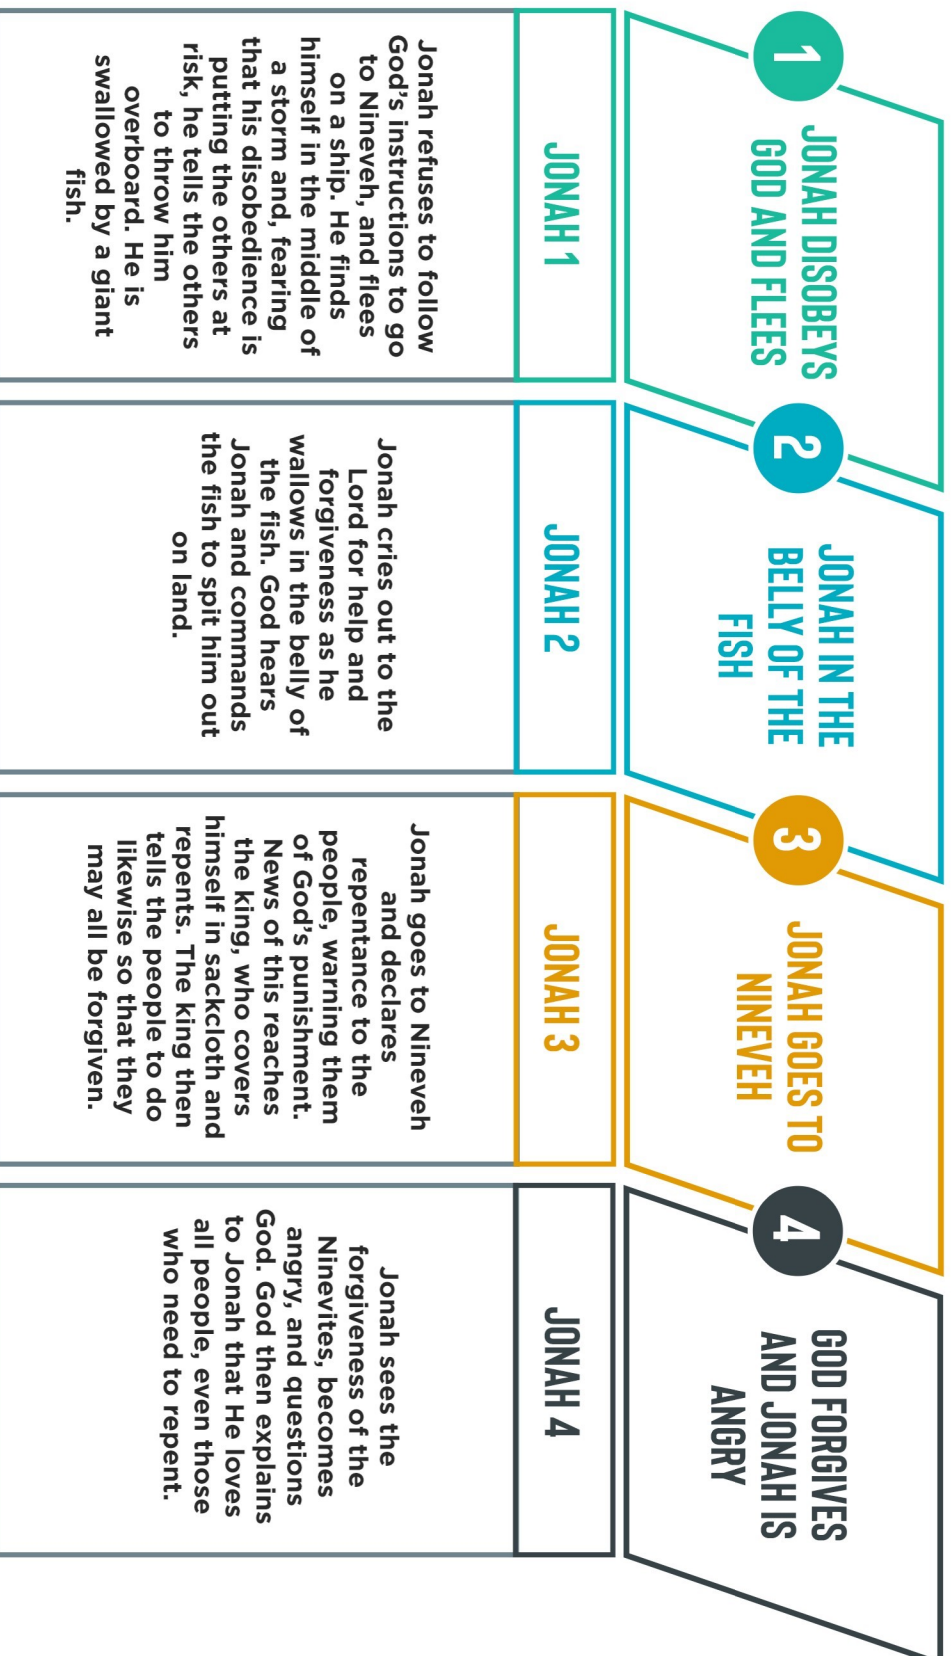 1
JONAH DISOBEYS
GOD AND FLEES
JONAH 1
Jonah refuses to follow
God's instructions to go
to Nineveh, and flees
on a ship. He finds
himself in the middle of
a storm and, fearing
that his disobedience is
putting the others at
risk, he tells the others
to throw him
overboard. He is
swallowed by a giant
fish.
2
JONAH IN THE
BELLY OF THE
FISH
JONAH 2
Jonah cries out to the
Lord for help and
forgiveness as he
wallows in the belly of
the fish. God hears
Jonah and commands
the fish to spit him out
on land.
3
JONAH GOES TO
NINEVEH
JONAH 3
Jonah goes to Nineveh
and declares
repentance to the
people, warning them
of God's punishment.
News of this reaches
the king, who covers
himself in sackcloth and
repents. The king then
tells the people to do
likewise so that they
may all be forgiven.
4
GOD FORGIVES
AND JONAH IS
ANGRY
JONAH 4
Jonah sees the
forgiveness of the
Ninevites, becomes
angry, and questions
God. God then explains
to Jonah that He loves
all people, even those
who need to repent.